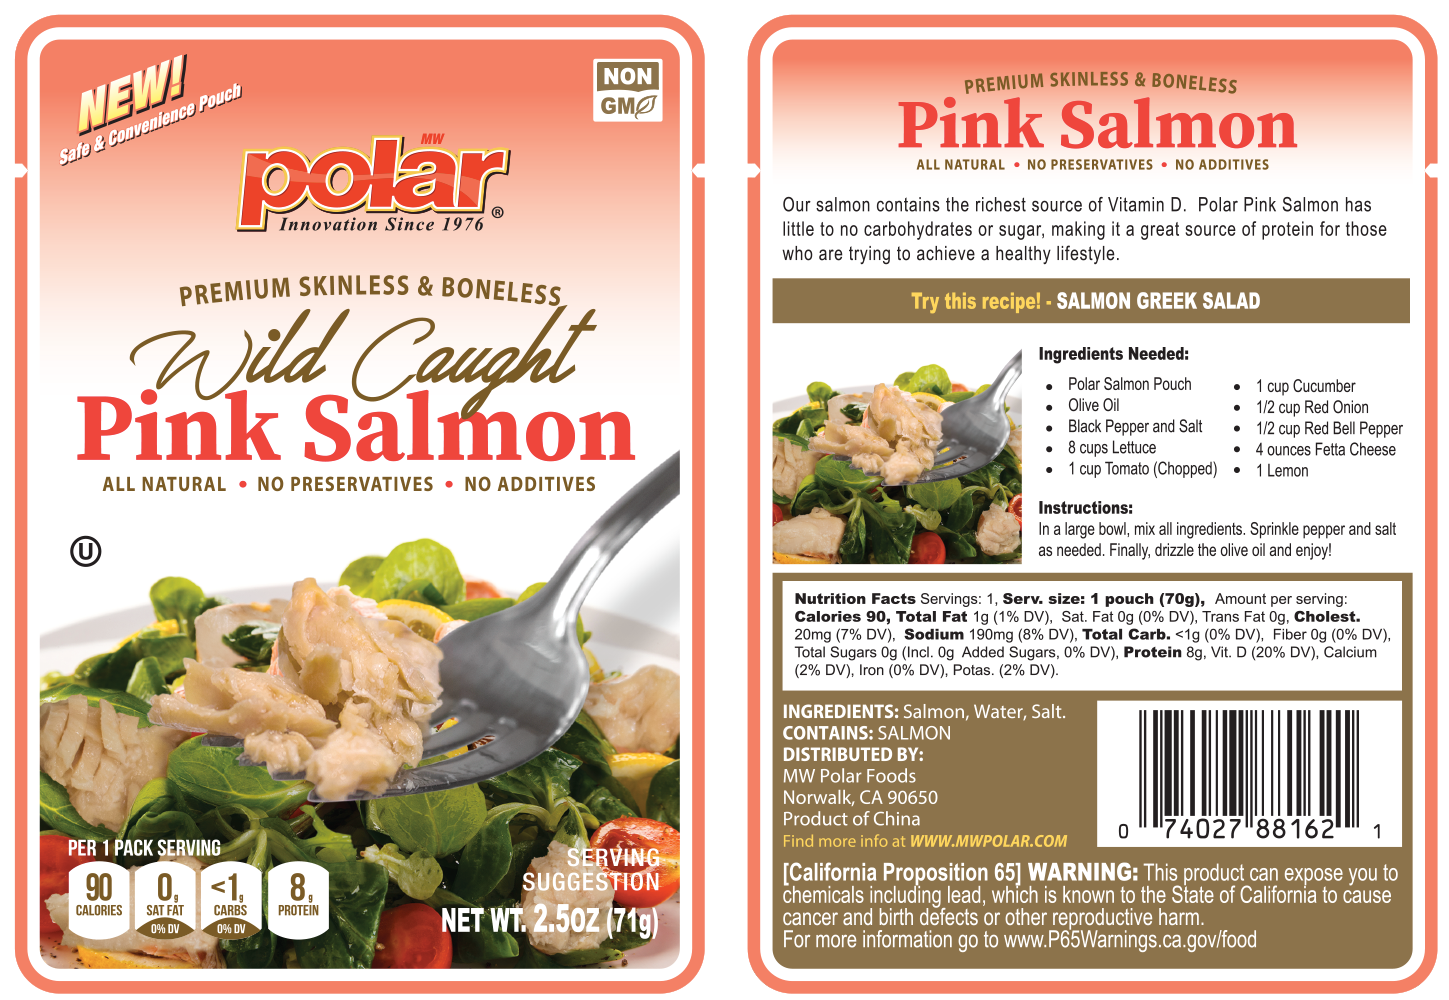 NEW!
Safe & Convenience Pouch
NON
GMO
MW
polar
®
Innovation Since 1976
PREMIUM SKINLESS & BONELESS
Wild Caught
Pink Salmon
ALL NATURAL • NO PRESERVATIVES • NO ADDITIVES
U
PER 1 PACK SERVING
90
CALORIES
0g
SAT FAT
0% DV
<1g
CARBS
0% DV
8g
PROTEIN
SERVING
SUGGESTION
NET WT. 2.5OZ (71g)
PREMIUM SKINLESS & BONELESS
Pink Salmon
ALL NATURAL • NO PRESERVATIVES • NO ADDITIVES
Our salmon contains the richest source of Vitamin D. Polar Pink Salmon has
little to no carbohydrates or sugar, making it a great source of protein for those
who are trying to achieve a healthy lifestyle.
Try this recipe! - SALMON GREEK SALAD
Ingredients Needed:
• Polar Salmon Pouch
• Olive Oil
• Black Pepper and Salt
• 8 cups Lettuce
• 1 cup Tomato (Chopped)
• 1 cup Cucumber
• 1/2 cup Red Onion
• 1/2 cup Red Bell Pepper
• 4 ounces Fetta Cheese
• 1 Lemon
Instructions:
In a large bowl, mix all ingredients. Sprinkle pepper and salt
as needed. Finally, drizzle the olive oil and enjoy!
Nutrition Facts Servings: 1, Serv. size: 1 pouch (70g), Amount per serving:
Calories 90, Total Fat 1g (1% DV), Sat. Fat 0g (0% DV), Trans Fat 0g, Cholest.
20mg (7% DV), Sodium 190mg (8% DV), Total Carb. <1g (0% DV), Fiber 0g (0% DV),
Total Sugars 0g (Incl. 0g Added Sugars, 0% DV), Protein 8g, Vit. D (20% DV), Calcium
(2% DV), Iron (0% DV), Potas. (2% DV).
INGREDIENTS: Salmon, Water, Salt.
CONTAINS: SALMON
DISTRIBUTED BY:
MW Polar Foods
Norwalk, CA 90650
Product of China
Find more info at WWW.MWPOLAR.COM
0 74027 88162 1
[California Proposition 65] WARNING: This product can expose you to
chemicals including lead, which is known to the State of California to cause
cancer and birth defects or other reproductive harm.
For more information go to www.P65Warnings.ca.gov/food